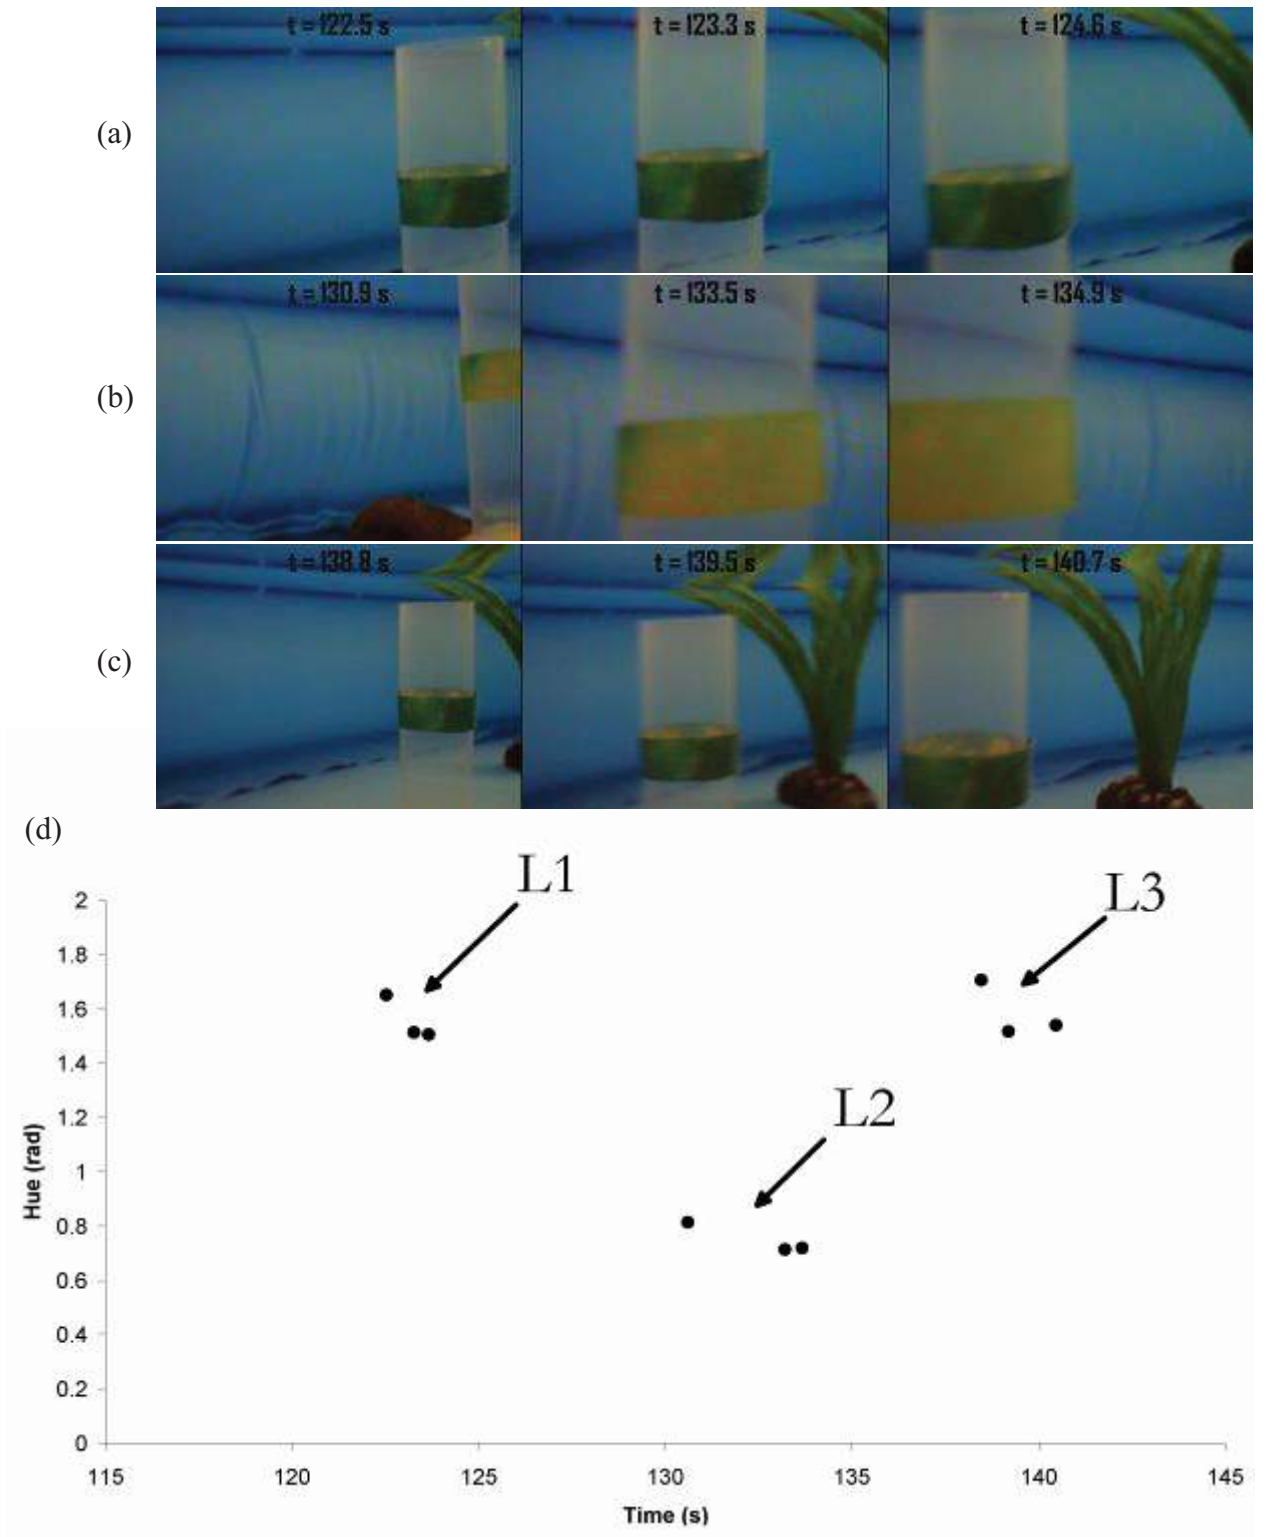 t = 122.5 s t = 123.3 s t = 124.6 s
(a)
t = 130.9 s t = 133.5 s t = 134.9 s
(b)
t = 138.8 s t = 139.5 s t = 140.7 s
(c)
(d)
L1
L3
L2
2
1.8
1.6
1.4
1.2
1
0.8
0.6
0.4
0.2
0
Hue (rad)
115 120 125 130 135 140 145
Time (s)